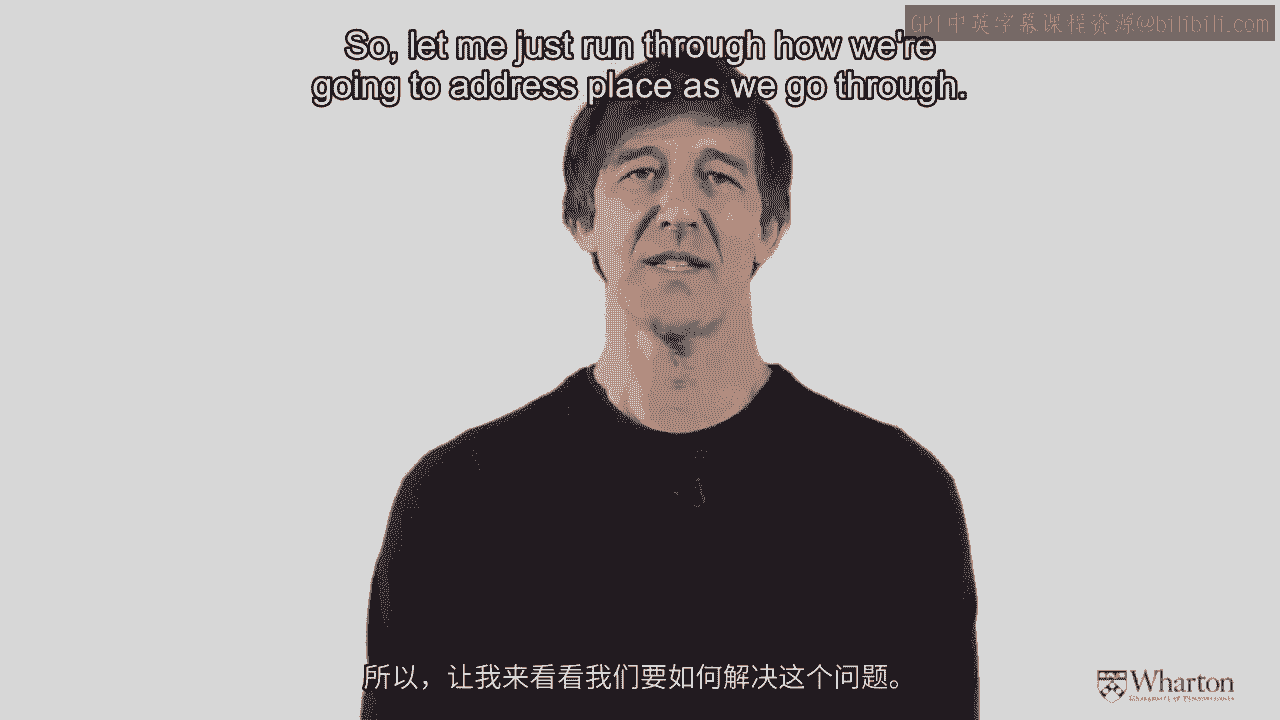 GPT中英字幕课程资源@bilibili.com
So, let me just run through how we're
going to address place as we go through.
所以，让我来看看我们要如何解决这个问题。
Wharton